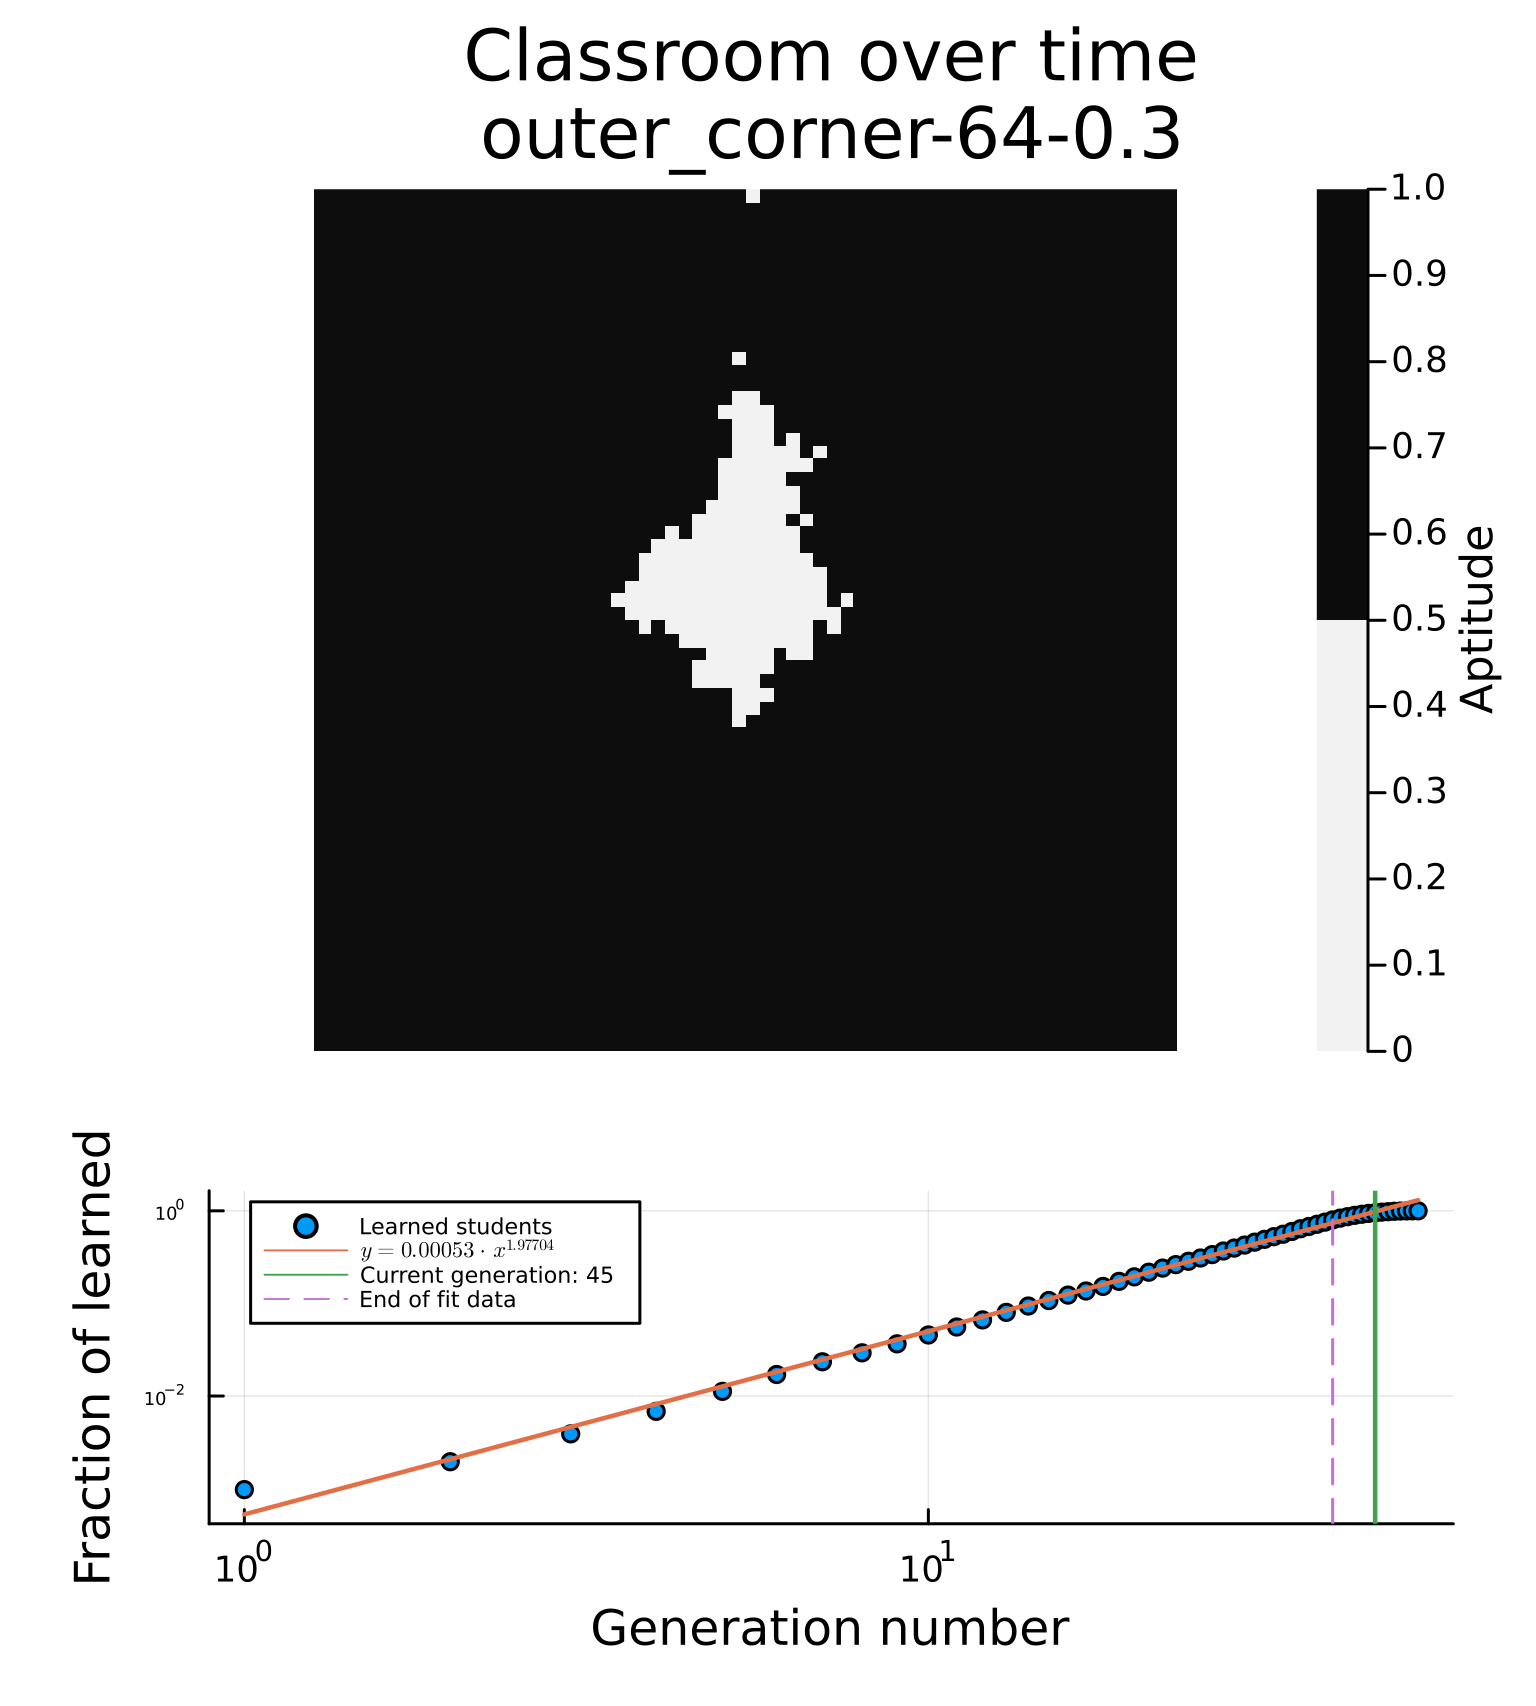 Classroom over time
outer_corner-64-0.3
1.0
0.9
0.8
0.7
0.6
0.5
0.4
0.3
0.2
0.1
0
Aptitude
Fraction of learned
10^0
10^-2
Learned students
y = 0.00053 · x^1.97704
Current generation: 45
End of fit data
10^0
10^1
Generation number